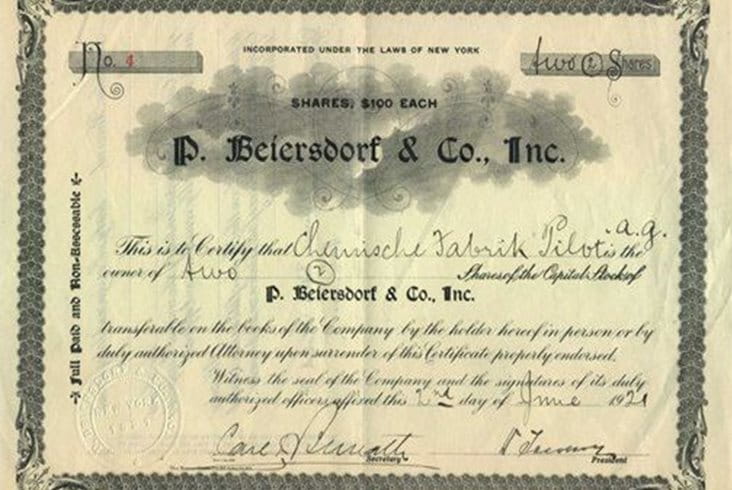 INCORPORATED UNDER THE LAWS OF NEW YORK
No. 4
two (2) Shares
SHARES, $100 EACH
P. Beiersdorf & Co., Inc.
Full Paid and Non-Assessable
This is to Certify that Chemische Fabrik Pilot a.g. is the
owner of two (2) Shares of the Capital Stock of
P. Beiersdorf & Co., Inc.
transferable on the books of the Company by the holder hereof in person or by
duly authorized Attorney upon surrender of this Certificate properly endorsed.
Witness the seal of the Company and the signatures of its duly
authorized officers, affixed this 2nd day of June 1921
NEW YORK
Secretary
President